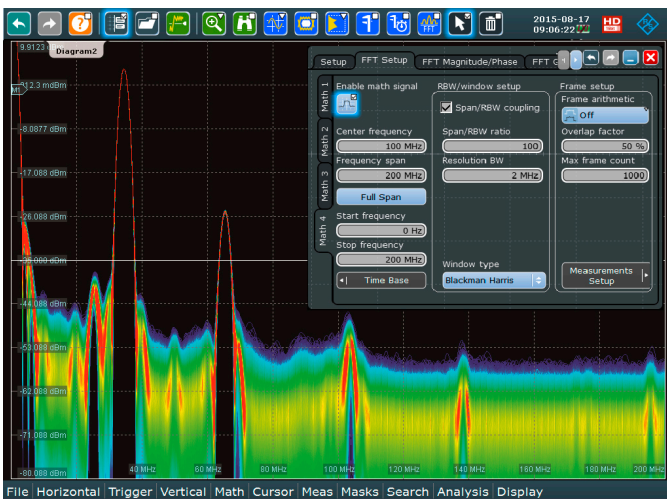 2015-08-17
09:06:22
HD
9.9123
Diagram2
M1
912.3 mdBm
-8.0877 dBm
-17.088 dBm
-26.088 dBm
-35.088 dBm
-44.088 dBm
-53.088 dBm
-62.088 dBm
-71.088 dBm
-80.088 dBm
40 MHz
60 MHz
80 MHz
100 MHz
120 MHz
140 MHz
160 MHz
180 MHz
200 MHz
Setup
FFT Setup
FFT Magnitude/Phase
FFT G
Math 1
Math 2
Math 3
Math 4
Enable math signal
Center frequency
100 MHz
Frequency span
200 MHz
Full Span
Start frequency
0 Hz
Stop frequency
200 MHz
Time Base
RBW/window setup
Span/RBW coupling
Span/RBW ratio
100
Resolution BW
2 MHz
Window type
Blackman Harris
Frame setup
Frame arithmetic
Off
Overlap factor
50 %
Max frame count
1000
Measurements
Setup
File Horizontal Trigger Vertical Math Cursor Meas Masks Search Analysis Display